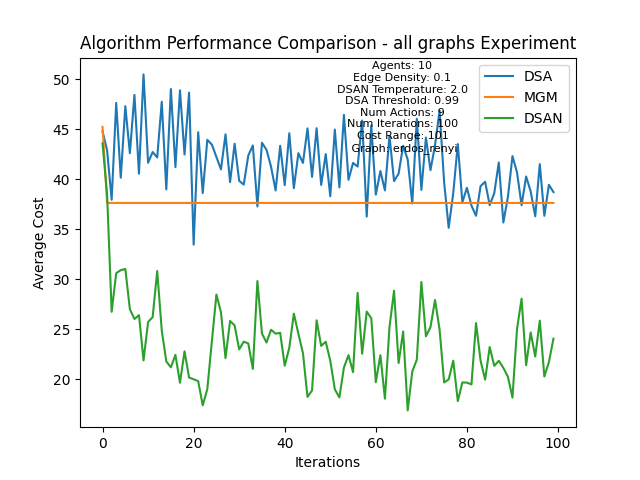 Algorithm Performance Comparison - all graphs Experiment
Agents: 10
Edge Density: 0.1
DSAN Temperature: 2.0
DSA Threshold: 0.99
Num Actions: 9
Num Iterations: 100
Cost Range: 101
Graph: erdos_renyi
DSA
MGM
DSAN
50
45
40
35
30
25
20
Average Cost
0
20
40
60
80
100
Iterations